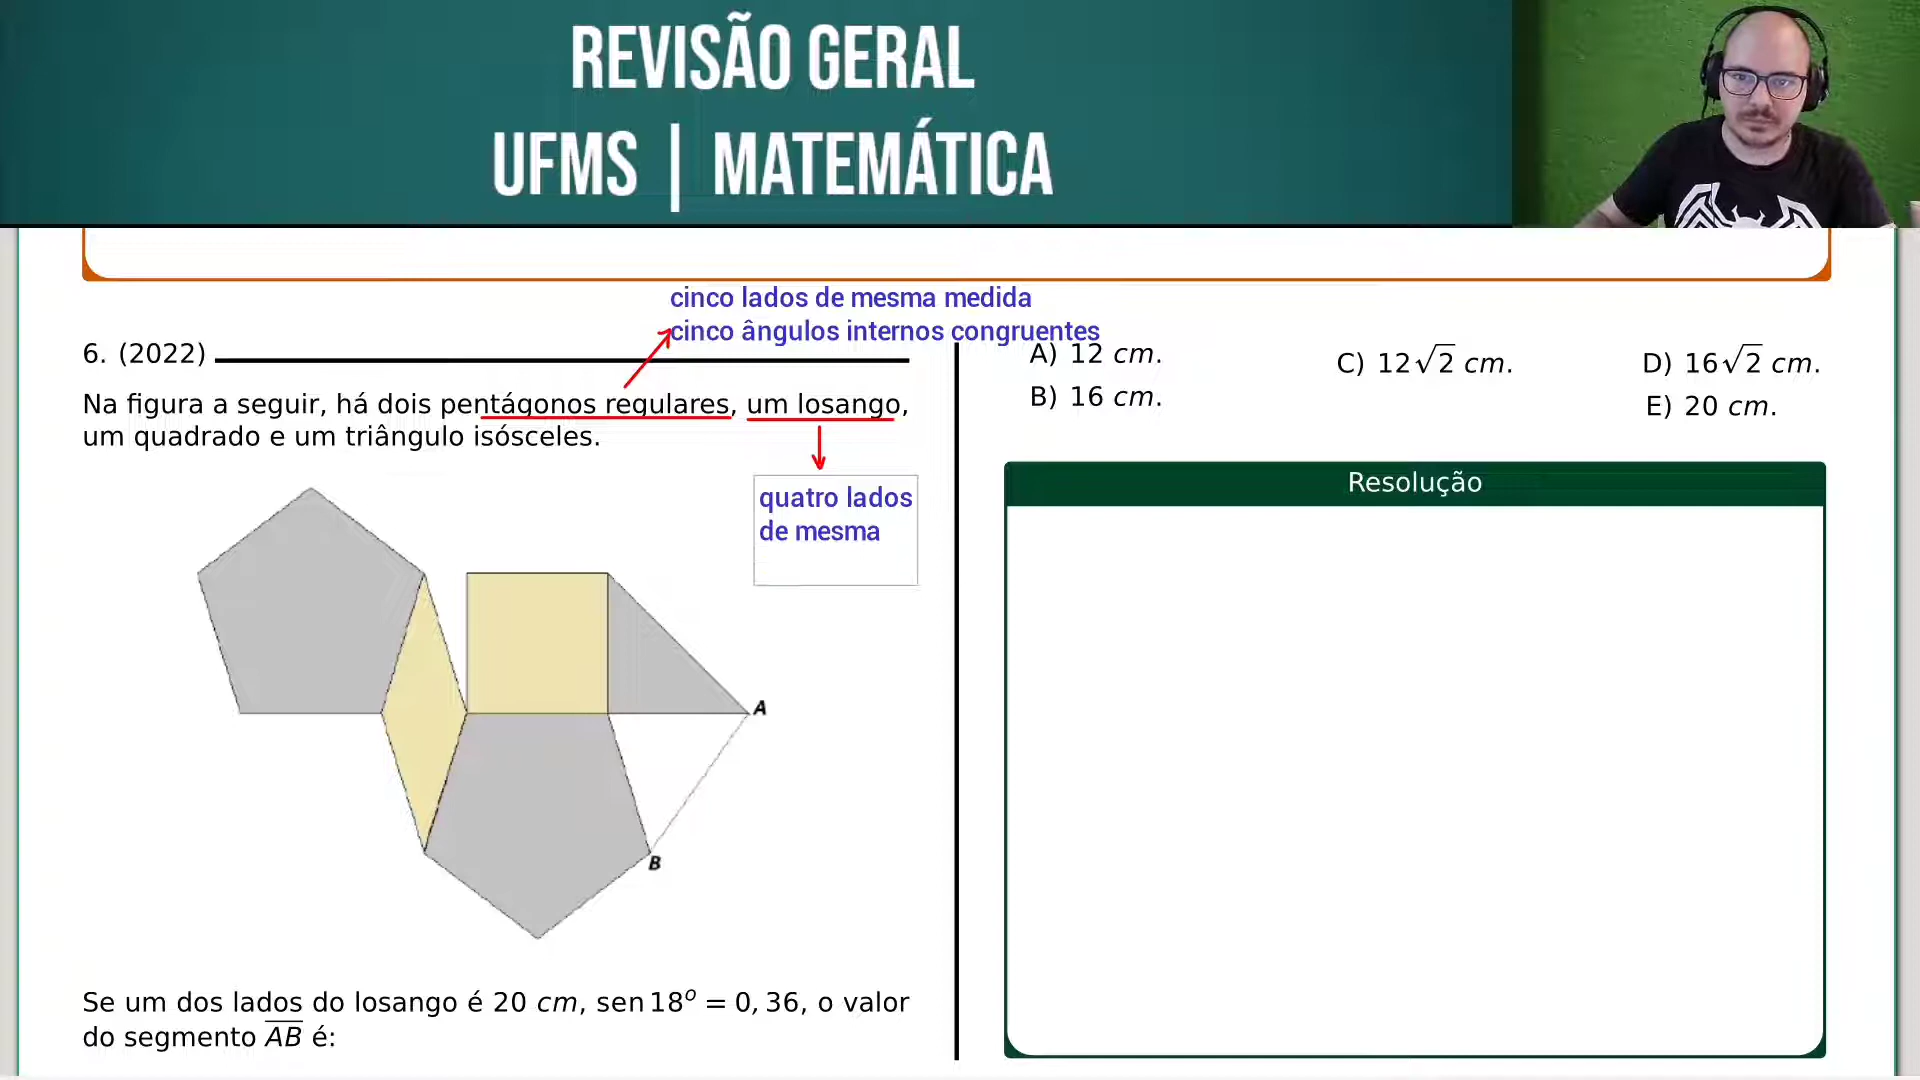 REVISÃO GERAL
UFMS | MATEMÁTICA
cinco lados de mesma medida
cinco ângulos internos congruentes
6. (2022)
Na figura a seguir, há dois pentágonos regulares, um losango,
um quadrado e um triângulo isósceles.
quatro lados
de mesma
A
B
Se um dos lados do losango é 20 cm, sen 18º = 0, 36, o valor
do segmento \overline{AB} é:
A) 12 cm.
B) 16 cm.
C) 12√2 cm.
D) 16√2 cm.
E) 20 cm.
Resolução